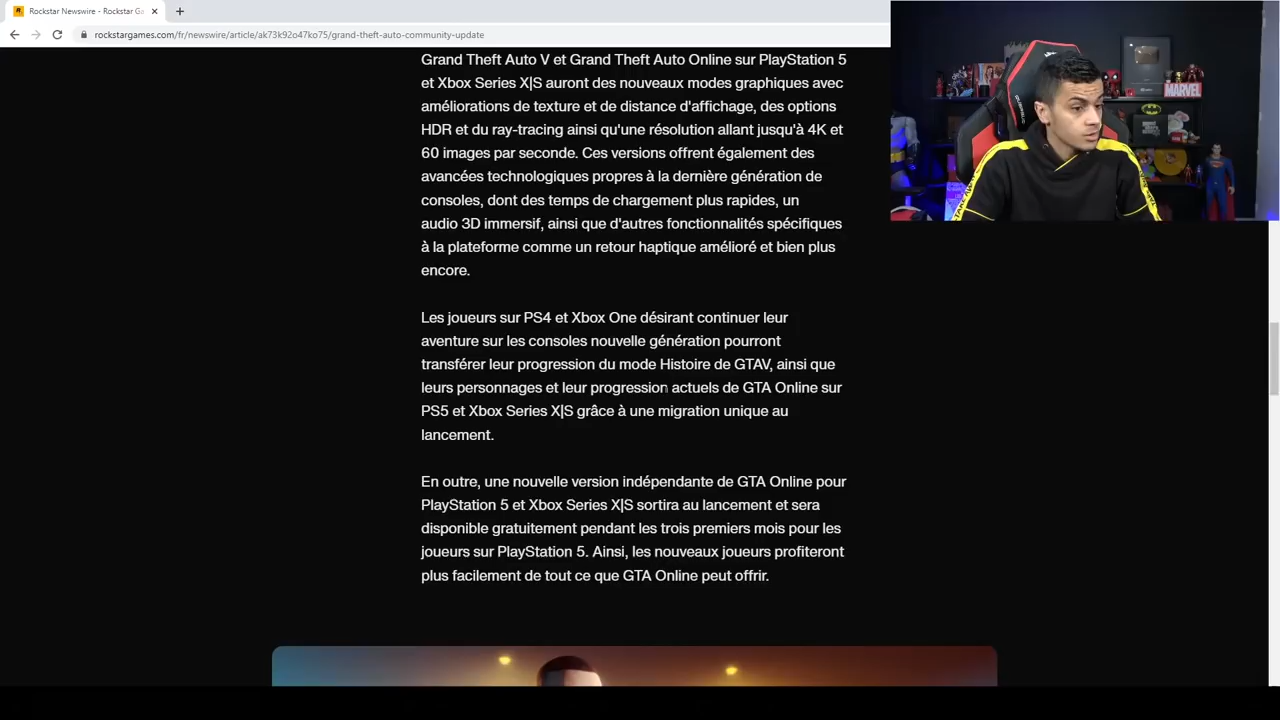 Rockstar Newswire - Rockstar Ga
rockstargames.com/fr/newswire/article/ak73k92o47ko75/grand-theft-auto-community-update
Grand Theft Auto V et Grand Theft Auto Online sur PlayStation 5
et Xbox Series X|S auront des nouveaux modes graphiques avec
améliorations de texture et de distance d'affichage, des options
HDR et du ray-tracing ainsi qu'une résolution allant jusqu'à 4K et
60 images par seconde. Ces versions offrent également des
avancées technologiques propres à la dernière génération de
consoles, dont des temps de chargement plus rapides, un
audio 3D immersif, ainsi que d'autres fonctionnalités spécifiques
à la plateforme comme un retour haptique amélioré et bien plus
encore.
Les joueurs sur PS4 et Xbox One désirant continuer leur
aventure sur les consoles nouvelle génération pourront
transférer leur progression du mode Histoire de GTAV, ainsi que
leurs personnages et leur progression actuels de GTA Online sur
PS5 et Xbox Series X|S grâce à une migration unique au
lancement.
En outre, une nouvelle version indépendante de GTA Online pour
PlayStation 5 et Xbox Series X|S sortira au lancement et sera
disponible gratuitement pendant les trois premiers mois pour les
joueurs sur PlayStation 5. Ainsi, les nouveaux joueurs profiteront
plus facilement de tout ce que GTA Online peut offrir.
MARVEL